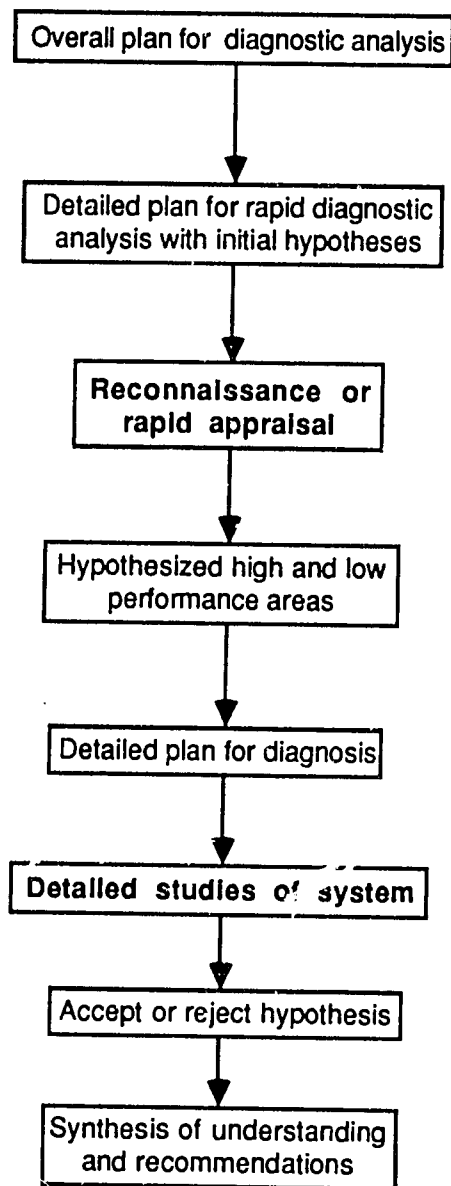 Overall plan for diagnostic analysis
Detailed plan for rapid diagnostic
analysis with initial hypotheses
Reconnaissance or
rapid appraisal
Hypothesized high and low
performance areas
Detailed plan for diagnosis
Detailed studies of system
Accept or reject hypothesis
Synthesis of understanding
and recommendations